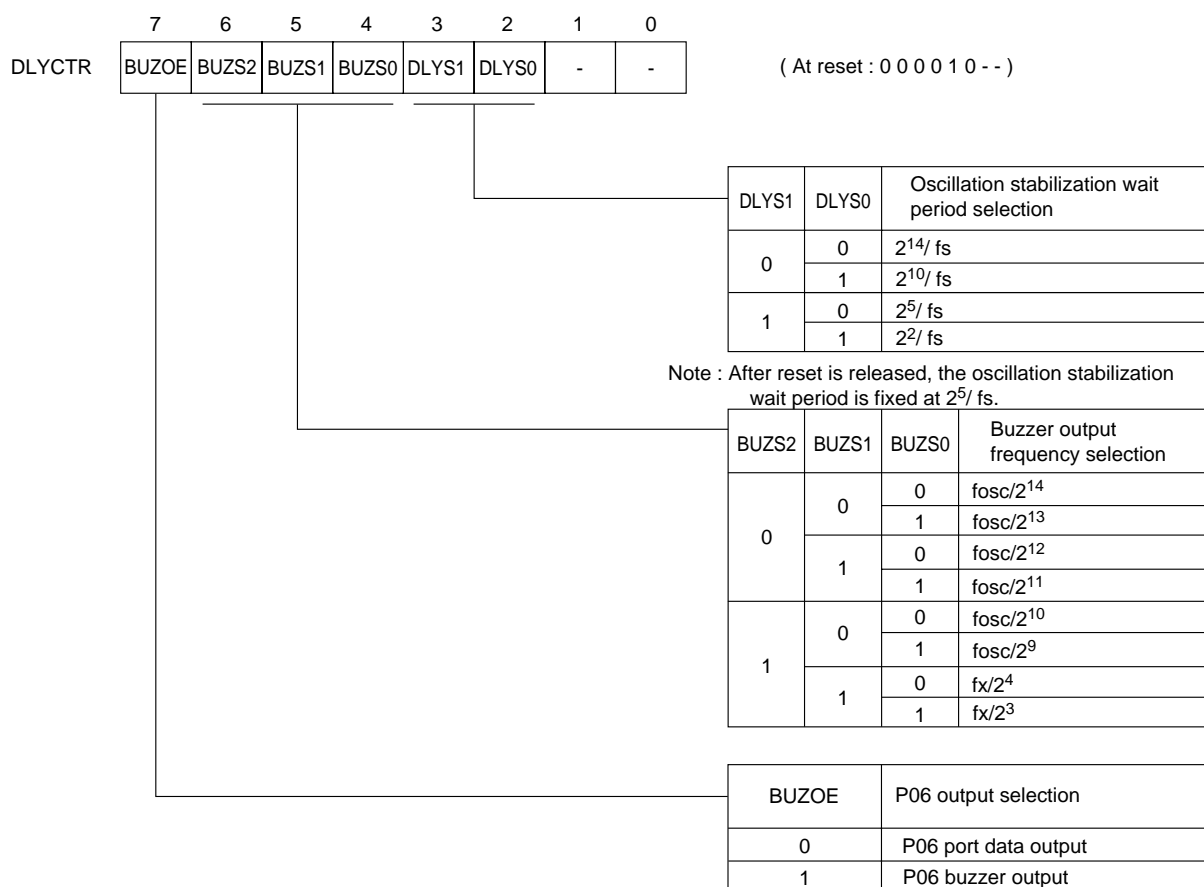 7 6 5 4 3 2 1 0
DLYCTR BUZOE BUZS2 BUZS1 BUZS0 DLYS1 DLYS0 - - ( At reset : 0 0 0 0 1 0 - - )
DLYS1 DLYS0 Oscillation stabilization wait
period selection
0 0 2^14/ fs
1 2^10/ fs
1 0 2^5/ fs
1 2^2/ fs
Note : After reset is released, the oscillation stabilization
wait period is fixed at 2^5/ fs.
BUZS2 BUZS1 BUZS0 Buzzer output
frequency selection
0 0 0 fosc/2^14
1 fosc/2^13
1 0 fosc/2^12
1 fosc/2^11
1 0 0 fosc/2^10
1 fosc/2^9
1 0 fx/2^4
1 fx/2^3
BUZOE P06 output selection
0 P06 port data output
1 P06 buzzer output